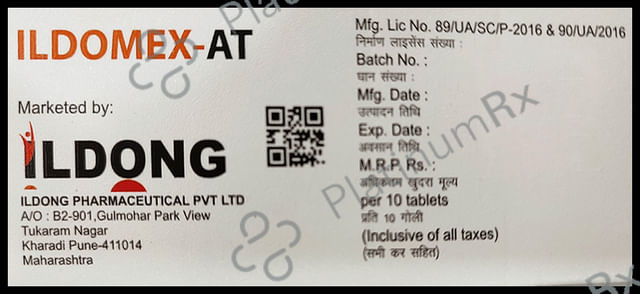 ILDOMEX-AT
Marketed by:
ILDONG
ILDONG PHARMACEUTICAL PVT LTD
A/O : B2-901,Gulmohar Park View
Tukaram Nagar
Kharadi Pune-411014
Maharashtra
Mfg. Lic No. 89/UA/SC/P-2016 & 90/UA/2016
निर्माण लाइसेंस संख्या :
Batch No. :
घान संख्या :
Mfg. Date :
उत्पादन तिथि
Exp. Date :
अवसान तिथि
M.R.P. Rs. :
अधिकतम खुदरा मूल्य
per 10 tablets
प्रति 10 गोली
(Inclusive of all taxes)
(सभी कर सहित)
PlatinumRx